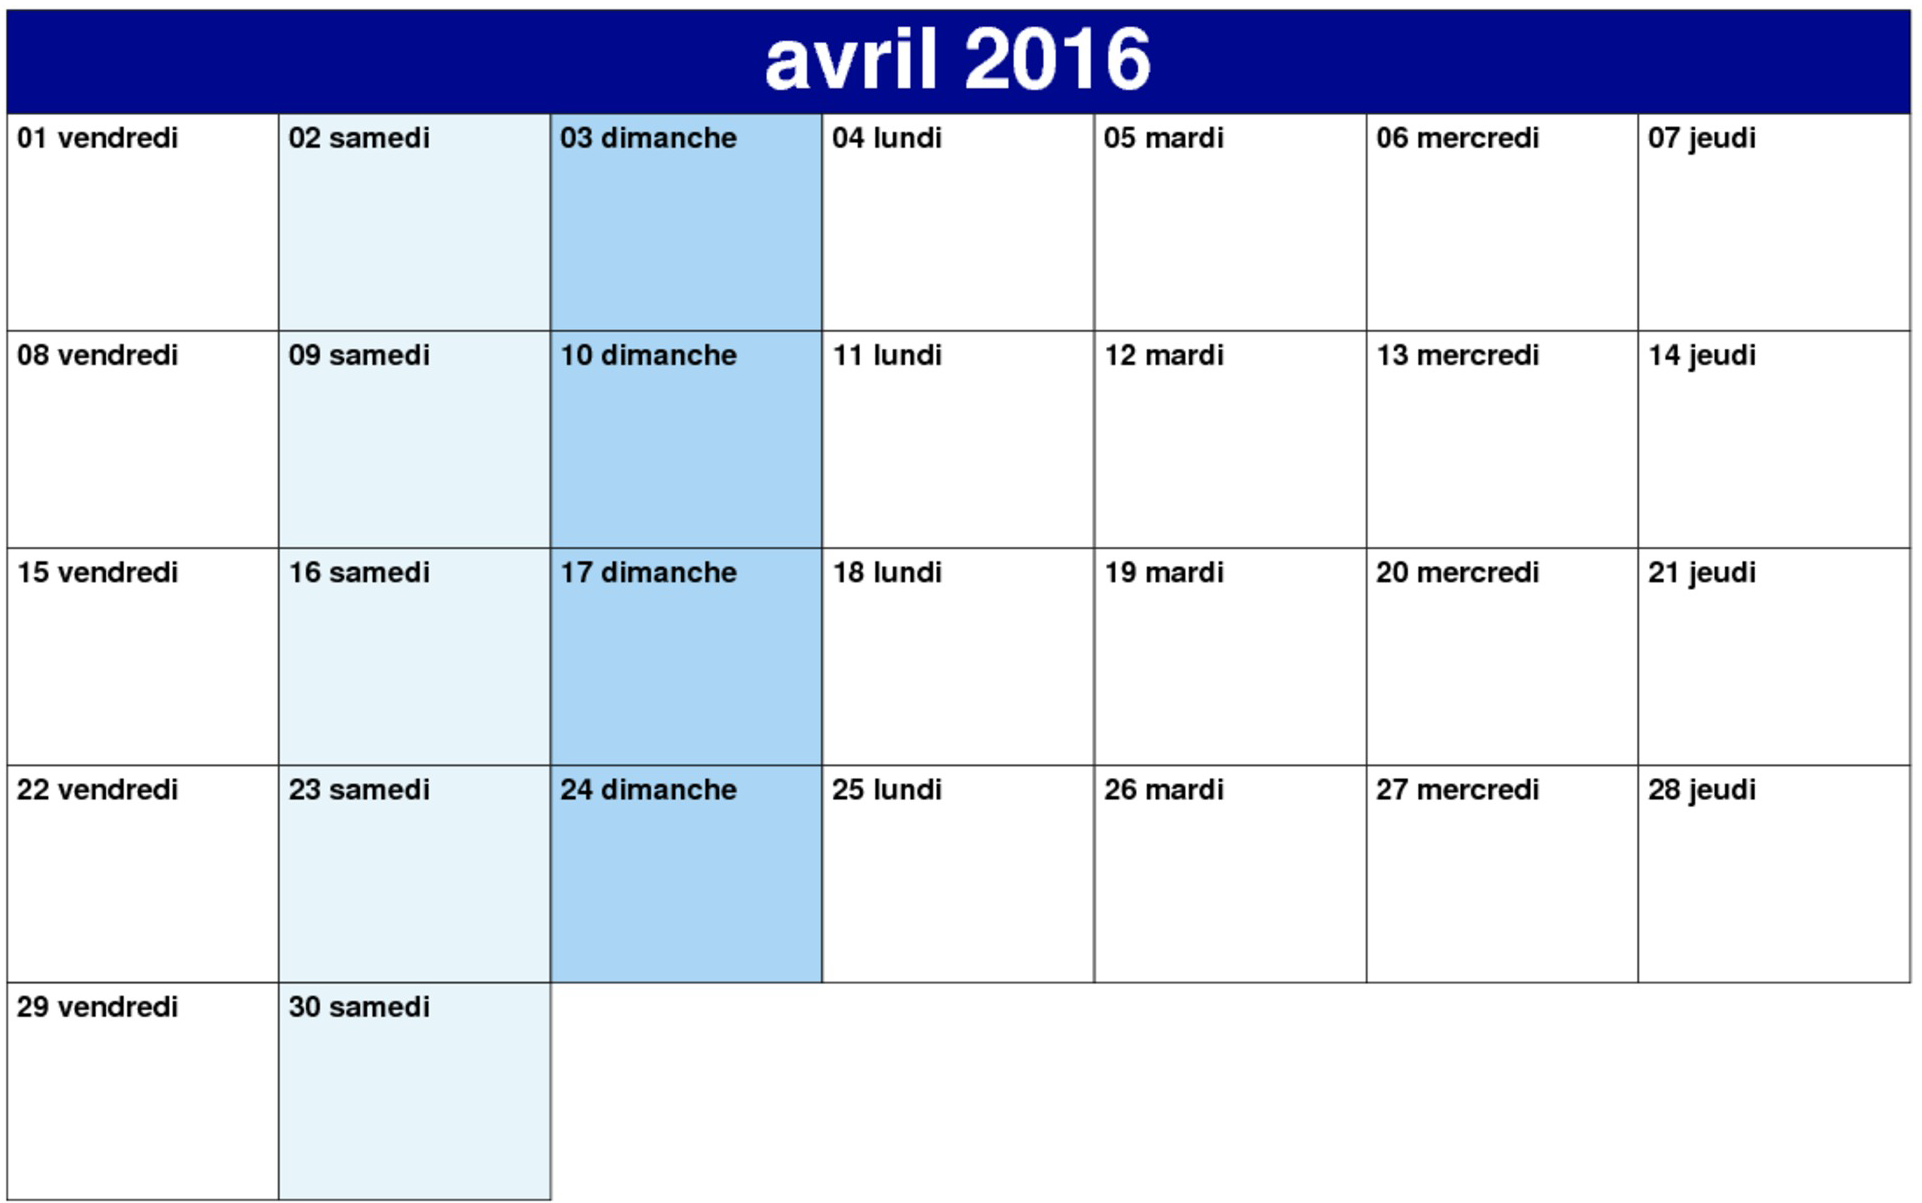 avril 2016
01 vendredi 02 samedi 03 dimanche 04 lundi 05 mardi 06 mercredi 07 jeudi
08 vendredi 09 samedi 10 dimanche 11 lundi 12 mardi 13 mercredi 14 jeudi
15 vendredi 16 samedi 17 dimanche 18 lundi 19 mardi 20 mercredi 21 jeudi
22 vendredi 23 samedi 24 dimanche 25 lundi 26 mardi 27 mercredi 28 jeudi
29 vendredi 30 samedi